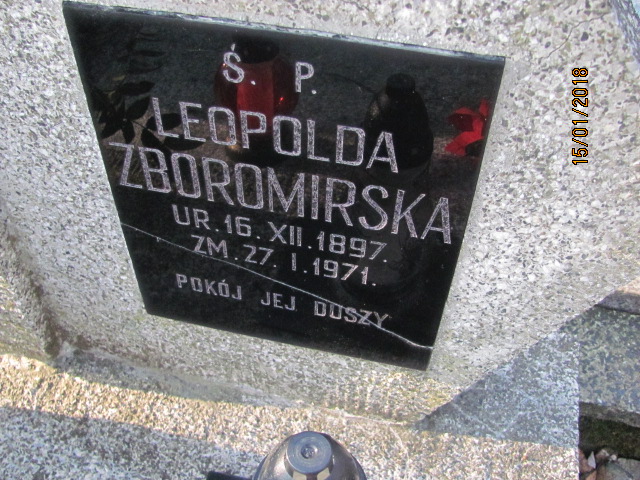 Ś. P.
LEOPOLDA
ZBOROMIRSKA
UR. 16. XII. 1897.
ZM. 27. I. 1971.
POKÓJ JEJ DUSZY
15/01/2018